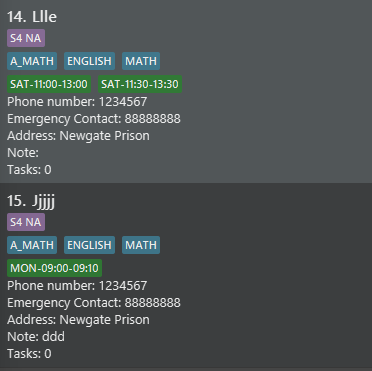 14. Llle
S4 NA
A_MATH ENGLISH MATH
SAT-11:00-13:00 SAT-11:30-13:30
Phone number: 1234567
Emergency Contact: 88888888
Address: Newgate Prison
Note:
Tasks: 0
15. Jjjjj
S4 NA
A_MATH ENGLISH MATH
MON-09:00-09:10
Phone number: 1234567
Emergency Contact: 88888888
Address: Newgate Prison
Note: ddd
Tasks: 0